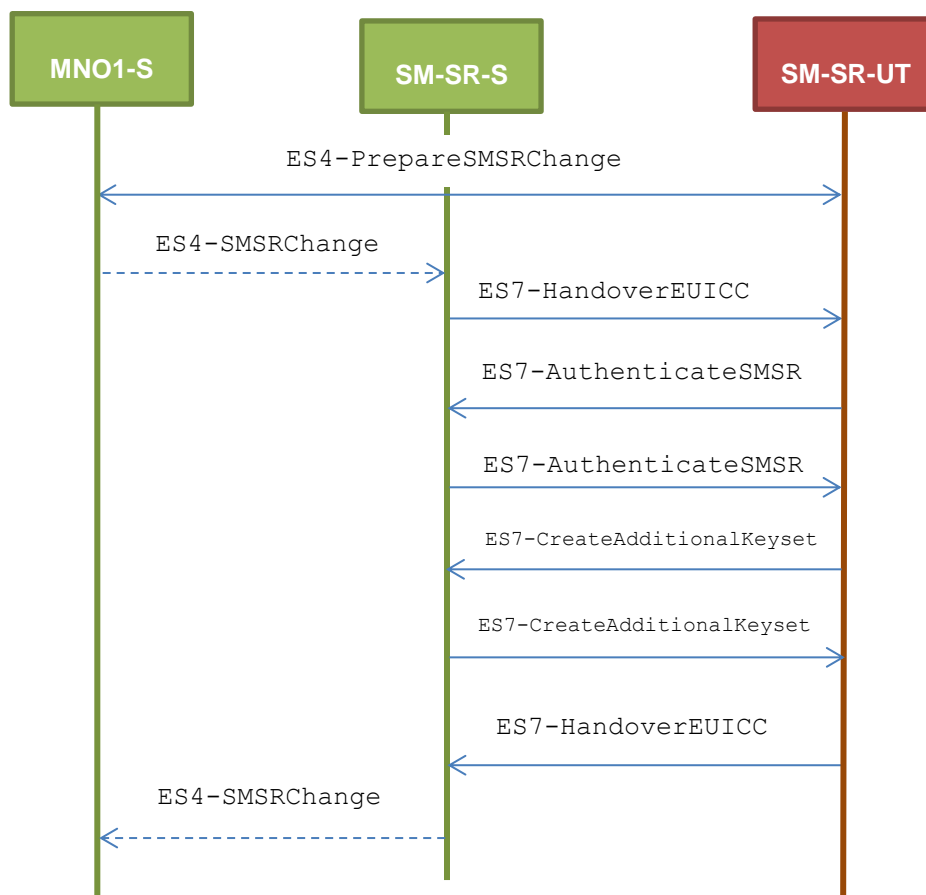 MNO1-S
SM-SR-S
SM-SR-UT
ES4-PrepareSMSRChange
ES4-SMSRChange
ES7-HandoverEUICC
ES7-AuthenticateSMSR
ES7-AuthenticateSMSR
ES7-CreateAdditionalKeyset
ES7-CreateAdditionalKeyset
ES7-HandoverEUICC
ES4-SMSRChange